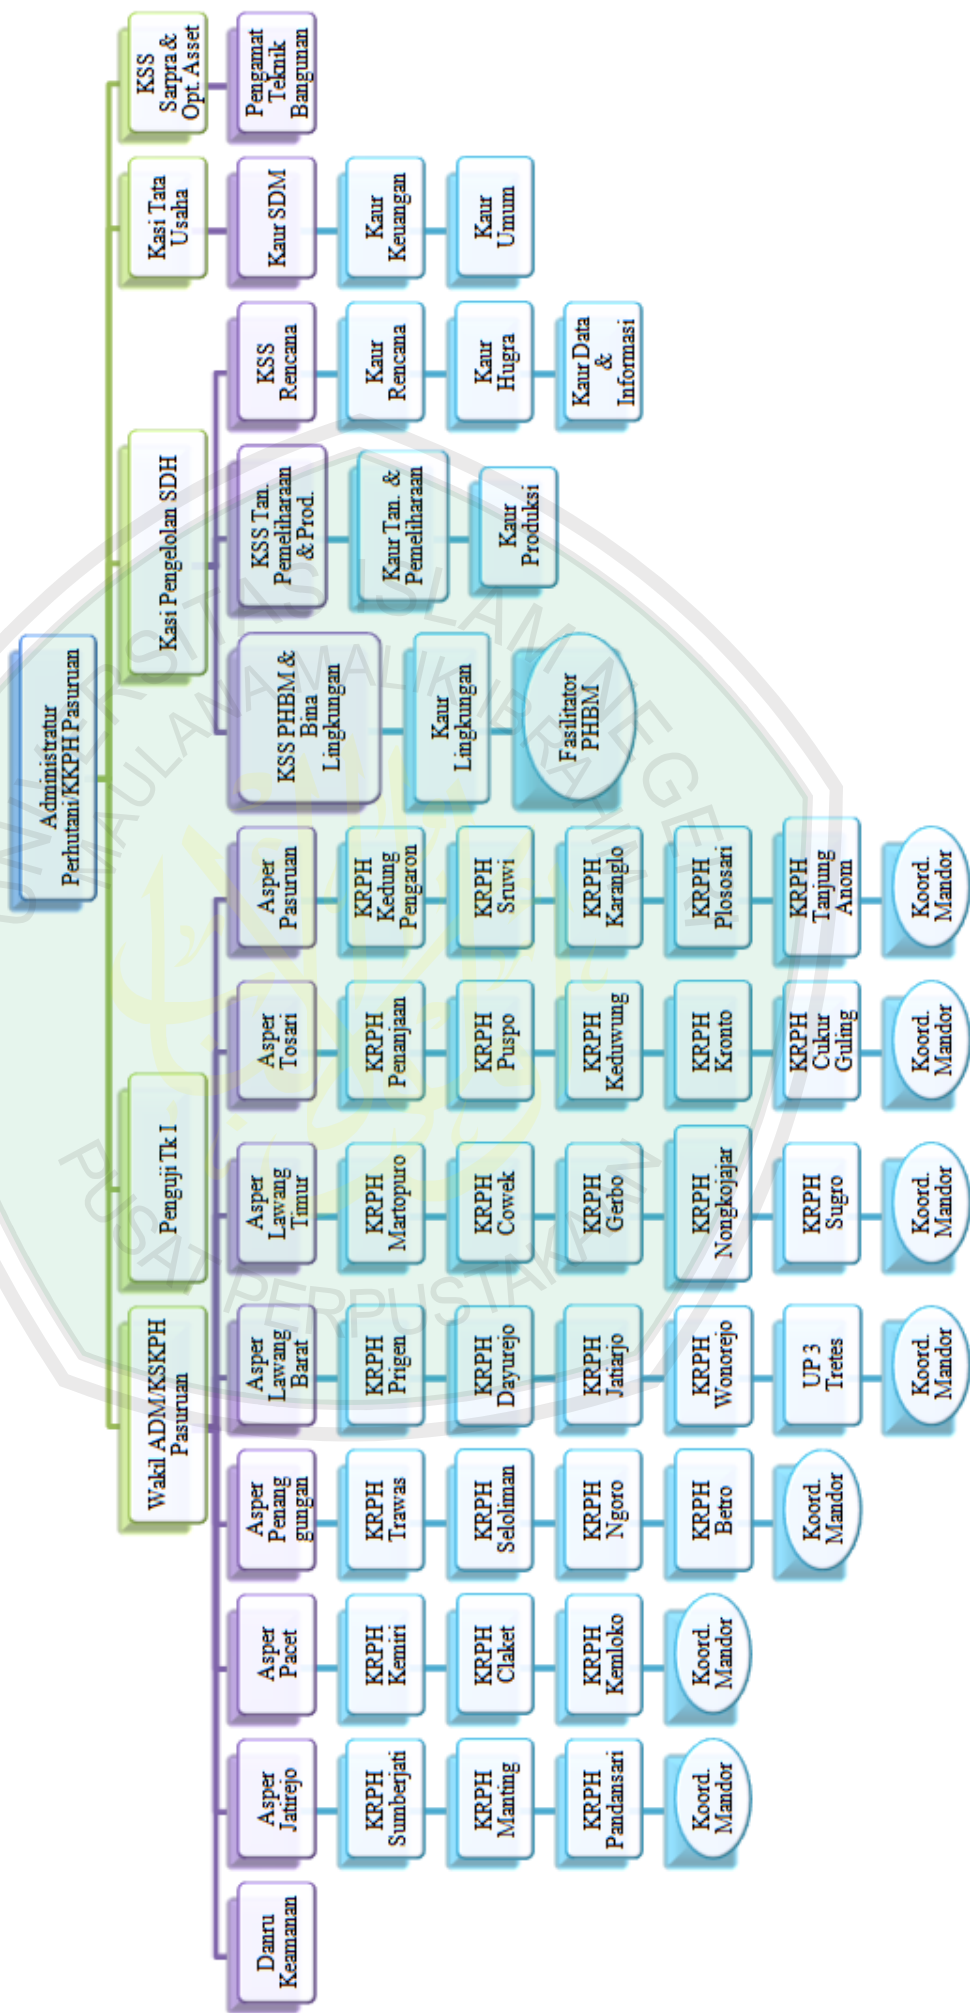 Administratur
Perhutani/KKPH Pasuruan
Wakil ADM/KSKPH
Pasuruan
Penguji Tk I
Kasi Pengelolan SDH
Kasi Tata
Usaha
KSS
Sarpra &
Opt. Asset
Danru
Keamanan
Asper
Jatirejo
Asper
Pacet
Asper
Penang
gungan
Asper
Lawang
Barat
Asper
Lawang
Timur
Asper
Tosari
Asper
Pasuruan
KSS PHBM &
Bina
Lingkungan
KSS Tan.
Pemeliharaan
& Prod.
KSS
Rencana
Kaur SDM
Pengamat
Teknik
Bangunan
KRPH
Sumberjati
KRPH
Kemiri
KRPH
Trawas
KRPH
Prigen
KRPH
Martopuro
KRPH
Penanjaan
KRPH
Kedung
Pengaron
Kaur
Lingkungan
Kaur Tan. &
Pemeliharaan
Kaur
Rencana
Kaur
Keuangan
KRPH
Manting
KRPH
Claket
KRPH
Seloliman
KRPH
Dayurejo
KRPH
Cowek
KRPH
Puspo
KRPH
Sruwi
Fasilitator
PHBM
Kaur
Produksi
Kaur
Hugra
Kaur
Umum
KRPH
Pandansari
KRPH
Kemloko
KRPH
Ngoro
KRPH
Jatiarjo
KRPH
Gerbo
KRPH
Keduwung
KRPH
Karanglo
Kaur Data
&
Informasi
Koord.
Mandor
Koord.
Mandor
KRPH
Betro
KRPH
Wonorejo
KRPH
Nongkojajar
KRPH
Kronto
KRPH
Plososari
Koord.
Mandor
UP 3
Tretes
KRPH
Sugro
KRPH
Cukur
Guling
KRPH
Tanjung
Anom
Koord.
Mandor
Koord.
Mandor
Koord.
Mandor
Koord.
Mandor
UNIVERSITAS ISLAM NEGERI
MAULANA MALIK IBRAHIM
PUSAT PERPUSTAKAAN